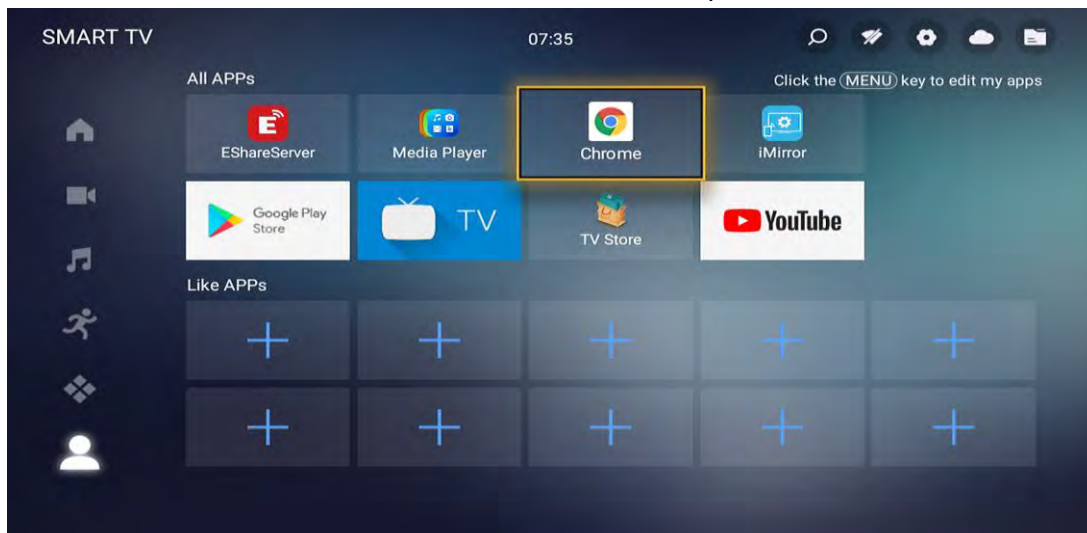 SMART TV
07:35
All APPs
Click the MENU key to edit my apps
E
EShareServer
Media Player
Chrome
iMirror
Google Play
Store
TV
TV Store
YouTube
Like APPs